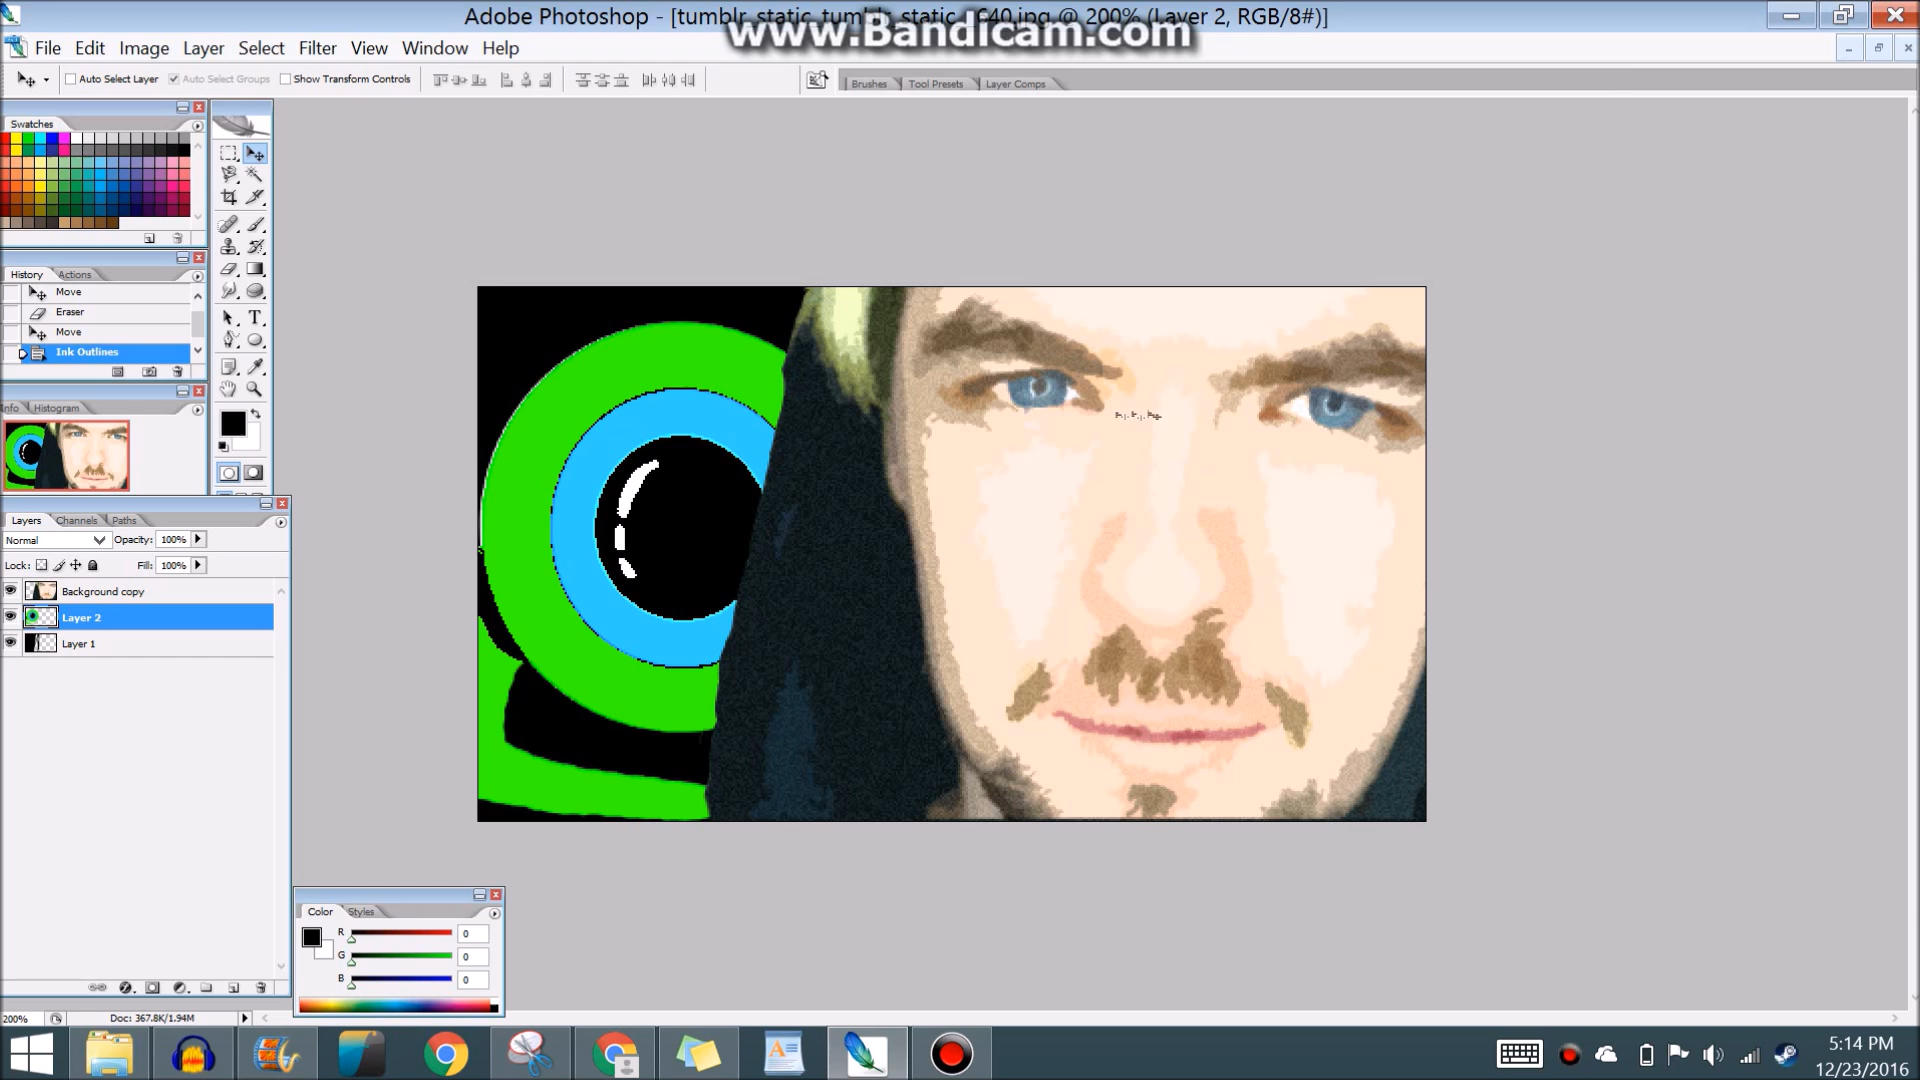 Adobe Photoshop - [tumblr_static_tumblr_static__640.jpg @ 200% (Layer 2, RGB/8#)]
www.Bandicam.com
File Edit Image Layer Select Filter View Window Help
Auto Select Layer Auto Select Groups Show Transform Controls
Brushes Tool Presets Layer Comps
Swatches
History Actions
Move
Eraser
Move
Ink Outlines
Info Histogram
Layers Channels Paths
Normal Opacity: 100%
Lock: Fill: 100%
Background copy
Layer 2
Layer 1
Color Styles
R 0
G 0
B 0
200% Doc: 367.8K/1.94M
5:14 PM
12/23/2016